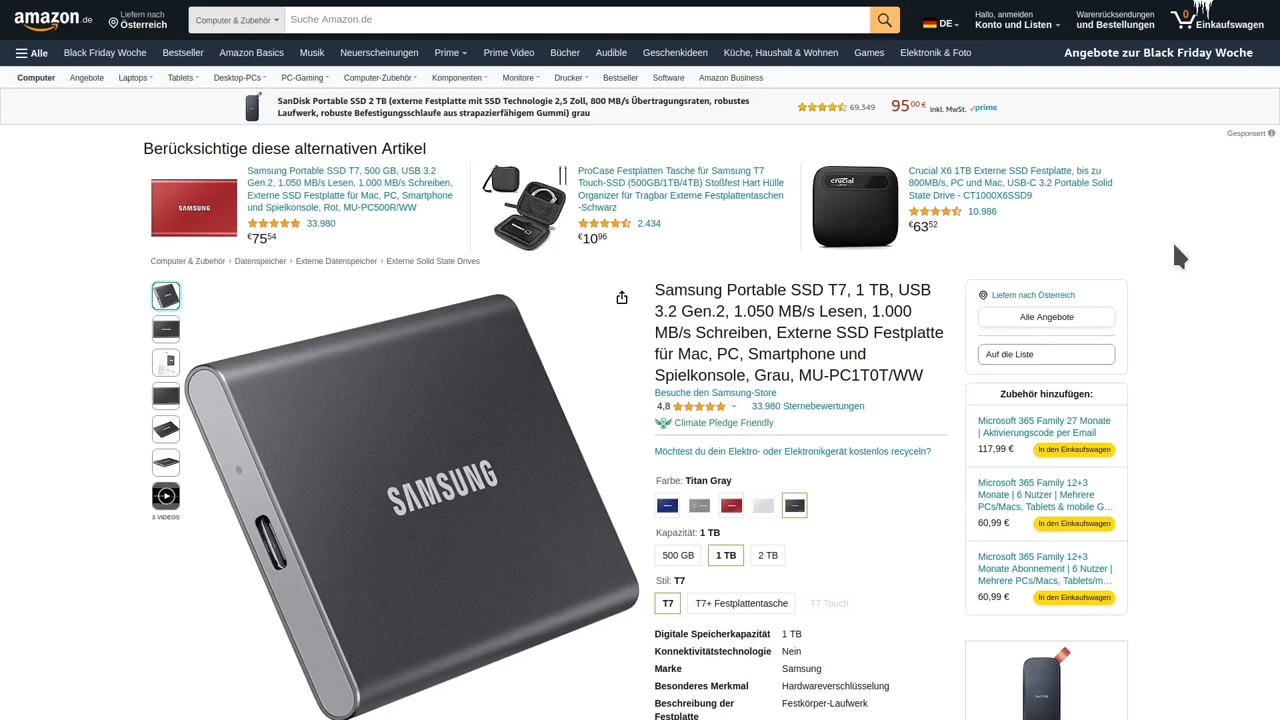 amazon.de
Liefern nach
Österreich
Computer & Zubehör
Suche Amazon.de
DE
Hallo, anmelden
Konto und Listen
Warenrücksendungen
und Bestellungen
0
Einkaufswagen
Alle
Black Friday Woche
Bestseller
Amazon Basics
Musik
Neuerscheinungen
Prime
Prime Video
Bücher
Audible
Geschenkideen
Küche, Haushalt & Wohnen
Games
Elektronik & Foto
Angebote zur Black Friday Woche
Computer
Angebote
Laptops
Tablets
Desktop-PCs
PC-Gaming
Computer-Zubehör
Komponenten
Monitore
Drucker
Bestseller
Software
Amazon Business
SanDisk Portable SSD 2 TB (externe Festplatte mit SSD Technologie 2,5 Zoll, 800 MB/s Übertragungsraten, robustes
Laufwerk, robuste Befestigungsschlaufe aus strapazierfähigem Gummi) grau
69.349
95,00 € inkl. MwSt. prime
Gesponsert
Berücksichtige diese alternativen Artikel
SAMSUNG
Samsung Portable SSD T7, 500 GB, USB 3.2
Gen.2, 1.050 MB/s Lesen, 1.000 MB/s Schreiben,
Externe SSD Festplatte für Mac, PC, Smartphone
und Spielkonsole, Rot, MU-PC500R/WW
33.980
€7554
ProCase Festplatten Tasche für Samsung T7
Touch-SSD (500GB/1TB/4TB) Stoßfest Hart Hülle
Organizer für Tragbar Externe Festplattentaschen
-Schwarz
2.434
€1096
crucial
Crucial X6 1TB Externe SSD Festplatte, bis zu
800MB/s, PC und Mac, USB-C 3.2 Portable Solid
State Drive - CT1000X6SSD9
10.986
€6352
Computer & Zubehör › Datenspeicher › Externe Datenspeicher › Externe Solid State Drives
3 VIDEOS
SAMSUNG
Samsung Portable SSD T7, 1 TB, USB
3.2 Gen.2, 1.050 MB/s Lesen, 1.000
MB/s Schreiben, Externe SSD Festplatte
für Mac, PC, Smartphone und
Spielkonsole, Grau, MU-PC1T0T/WW
Besuche den Samsung-Store
4,8
33.980 Sternebewertungen
Climate Pledge Friendly
Möchtest du dein Elektro- oder Elektronikgerät kostenlos recyceln?
Farbe: Titan Gray
Kapazität: 1 TB
500 GB
1 TB
2 TB
Stil: T7
T7
T7+ Festplattentasche
T7 Touch
Digitale Speicherkapazität 1 TB
Konnektivitätstechnologie Nein
Marke Samsung
Besonderes Merkmal Hardwareverschlüsselung
Beschreibung der Festkörper-Laufwerk
Festplatte
Liefern nach Österreich
Alle Angebote
Auf die Liste
Zubehör hinzufügen:
Microsoft 365 Family 27 Monate
| Aktivierungscode per Email
117,99 €
In den Einkaufswagen
Microsoft 365 Family 12+3
Monate | 6 Nutzer | Mehrere
PCs/Macs, Tablets & mobile G…
60,99 €
In den Einkaufswagen
Microsoft 365 Family 12+3
Monate Abonnement | 6 Nutzer |
Mehrere PCs/Macs, Tablets/m…
60,99 €
In den Einkaufswagen
SanDisk